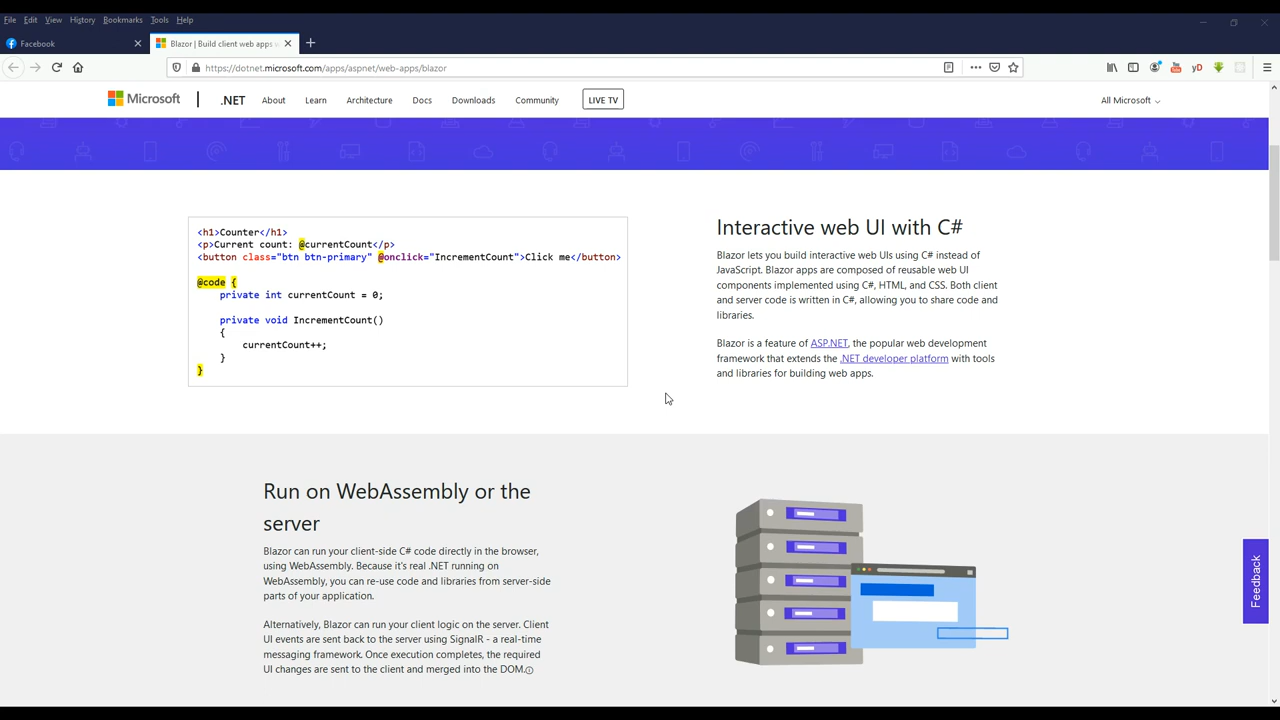 File Edit View History Bookmarks Tools Help
Facebook
Blazor | Build client web apps w
https://dotnet.microsoft.com/apps/aspnet/web-apps/blazor
Microsoft .NET About Learn Architecture Docs Downloads Community LIVE TV All Microsoft
<h1>Counter</h1>
<p>Current count: @currentCount</p>
<button class="btn btn-primary" @onclick="IncrementCount">Click me</button>
@code {
private int currentCount = 0;
private void IncrementCount()
{
currentCount++;
}
}
Interactive web UI with C#
Blazor lets you build interactive web UIs using C# instead of
JavaScript. Blazor apps are composed of reusable web UI
components implemented using C#, HTML, and CSS. Both client
and server code is written in C#, allowing you to share code and
libraries.
Blazor is a feature of ASP.NET, the popular web development
framework that extends the .NET developer platform with tools
and libraries for building web apps.
Run on WebAssembly or the
server
Blazor can run your client-side C# code directly in the browser,
using WebAssembly. Because it's real .NET running on
WebAssembly, you can re-use code and libraries from server-side
parts of your application.
Alternatively, Blazor can run your client logic on the server. Client
UI events are sent back to the server using SignalR - a real-time
messaging framework. Once execution completes, the required
UI changes are sent to the client and merged into the DOM.
Feedback